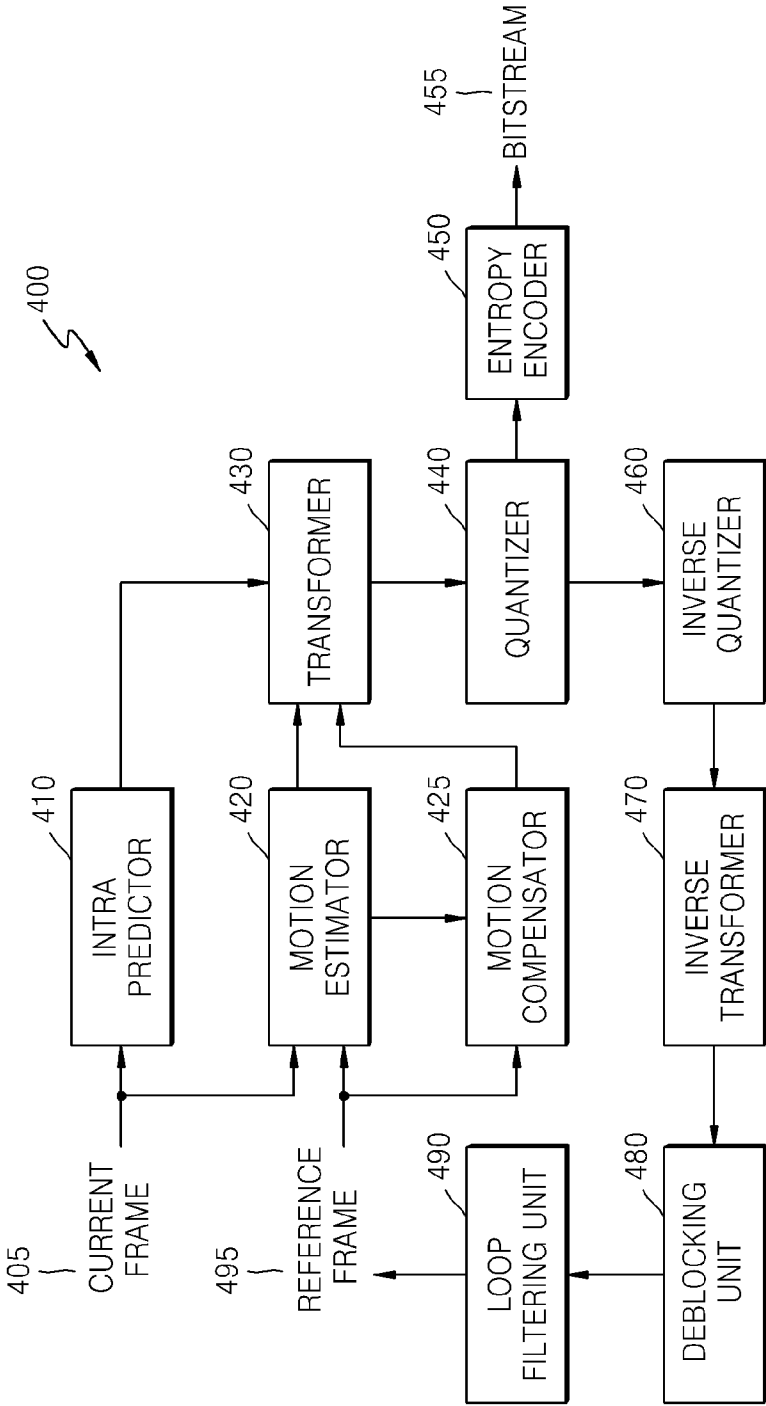 400
405
CURRENT
FRAME
410
INTRA
PREDICTOR
495
REFERENCE
FRAME
420
MOTION
ESTIMATOR
430
TRANSFORMER
490
LOOP
FILTERING UNIT
425
MOTION
COMPENSATOR
440
QUANTIZER
450
ENTROPY
ENCODER
455
BITSTREAM
480
DEBLOCKING
UNIT
470
INVERSE
TRANSFORMER
460
INVERSE
QUANTIZER